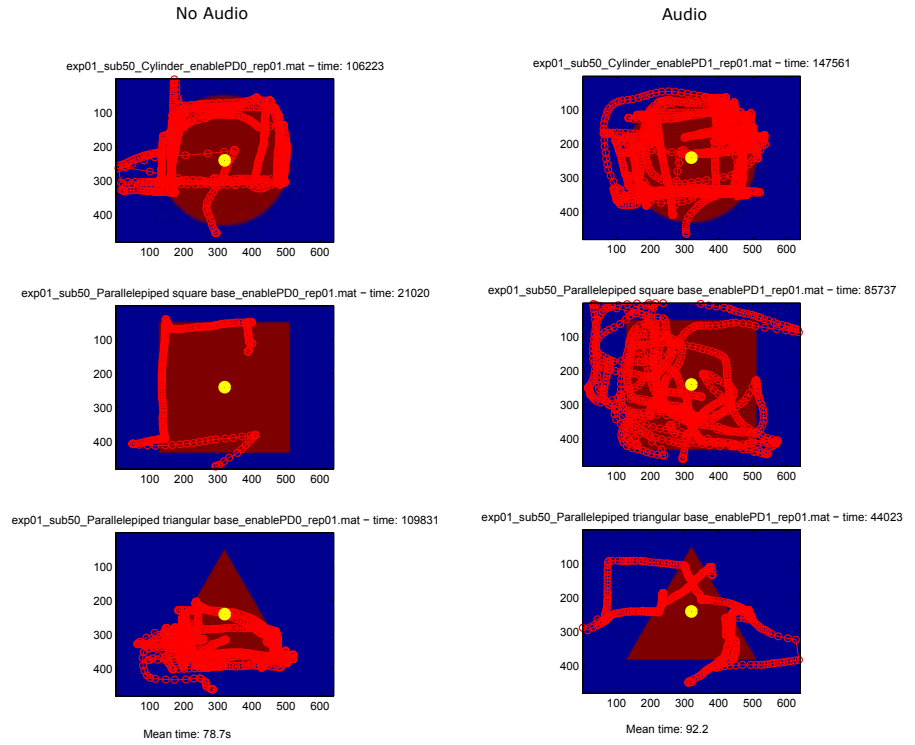 No Audio
Audio
exp01_sub50_Cylinder_enablePD0_rep01.mat − time: 106223
100
200
300
400
100 200 300 400 500 600
exp01_sub50_Cylinder_enablePD1_rep01.mat − time: 147561
100
200
300
400
100 200 300 400 500 600
exp01_sub50_Parallelepiped square base_enablePD0_rep01.mat − time: 21020
100
200
300
400
100 200 300 400 500 600
exp01_sub50_Parallelepiped square base_enablePD1_rep01.mat − time: 85737
100
200
300
400
100 200 300 400 500 600
exp01_sub50_Parallelepiped triangular base_enablePD0_rep01.mat − time: 109831
100
200
300
400
100 200 300 400 500 600
exp01_sub50_Parallelepiped triangular base_enablePD1_rep01.mat − time: 44023
100
200
300
400
100 200 300 400 500 600
Mean time: 78.7s
Mean time: 92.2